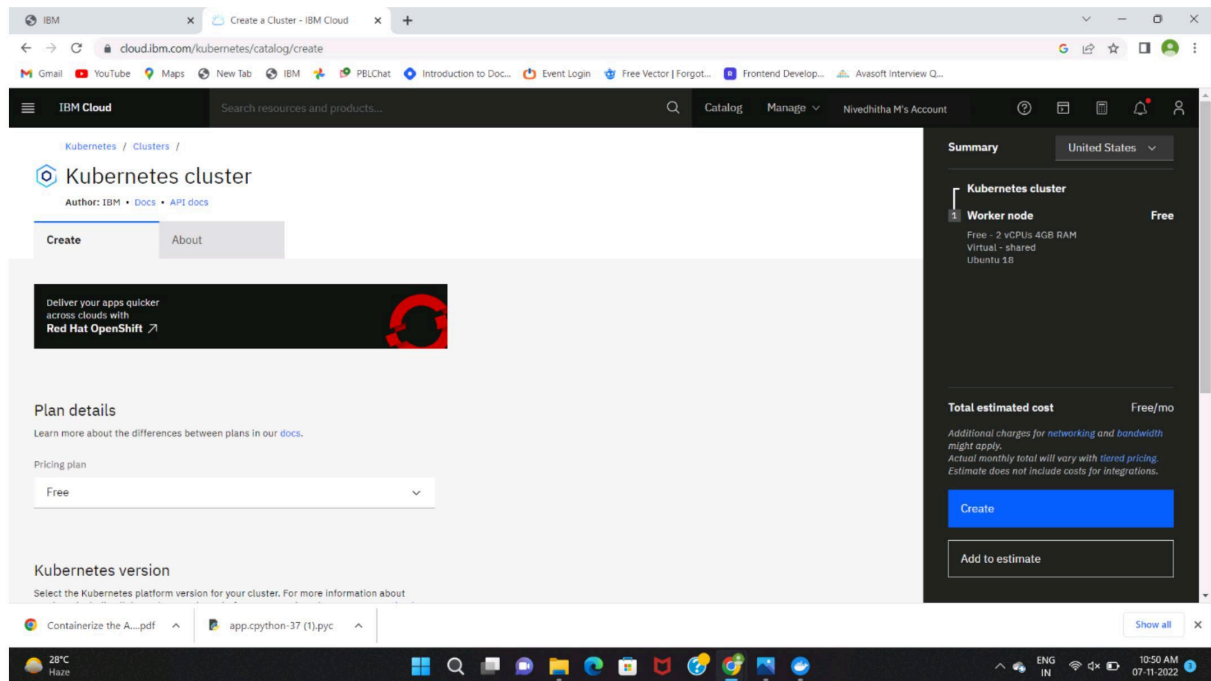 IBM
Create a Cluster - IBM Cloud
cloud.ibm.com/kubernetes/catalog/create
Gmail
YouTube
Maps
New Tab
IBM
PBLChat
Introduction to Doc...
Event Login
Free Vector | Forgot...
Frontend Develop...
Avasoft Interview Q...
IBM Cloud
Search resources and products...
Catalog
Manage
Nivedhitha M's Account
Kubernetes / Clusters /
Kubernetes cluster
Author: IBM • Docs • API docs
Create
About
Deliver your apps quicker
across clouds with
Red Hat OpenShift
Plan details
Learn more about the differences between plans in our docs.
Pricing plan
Free
Kubernetes version
Select the Kubernetes platform version for your cluster. For more information about
Summary
United States
Kubernetes cluster
1 Worker node Free
Free - 2 vCPUs 4GB RAM
Virtual - shared
Ubuntu 18
Total estimated cost Free/mo
Additional charges for networking and bandwidth
might apply.
Actual monthly total will vary with tiered pricing.
Estimate does not include costs for integrations.
Create
Add to estimate
Containerize the A....pdf
app.cpython-37 (1).pyc
Show all
28°C
Haze
ENG
IN
10:50 AM
07-11-2022
3